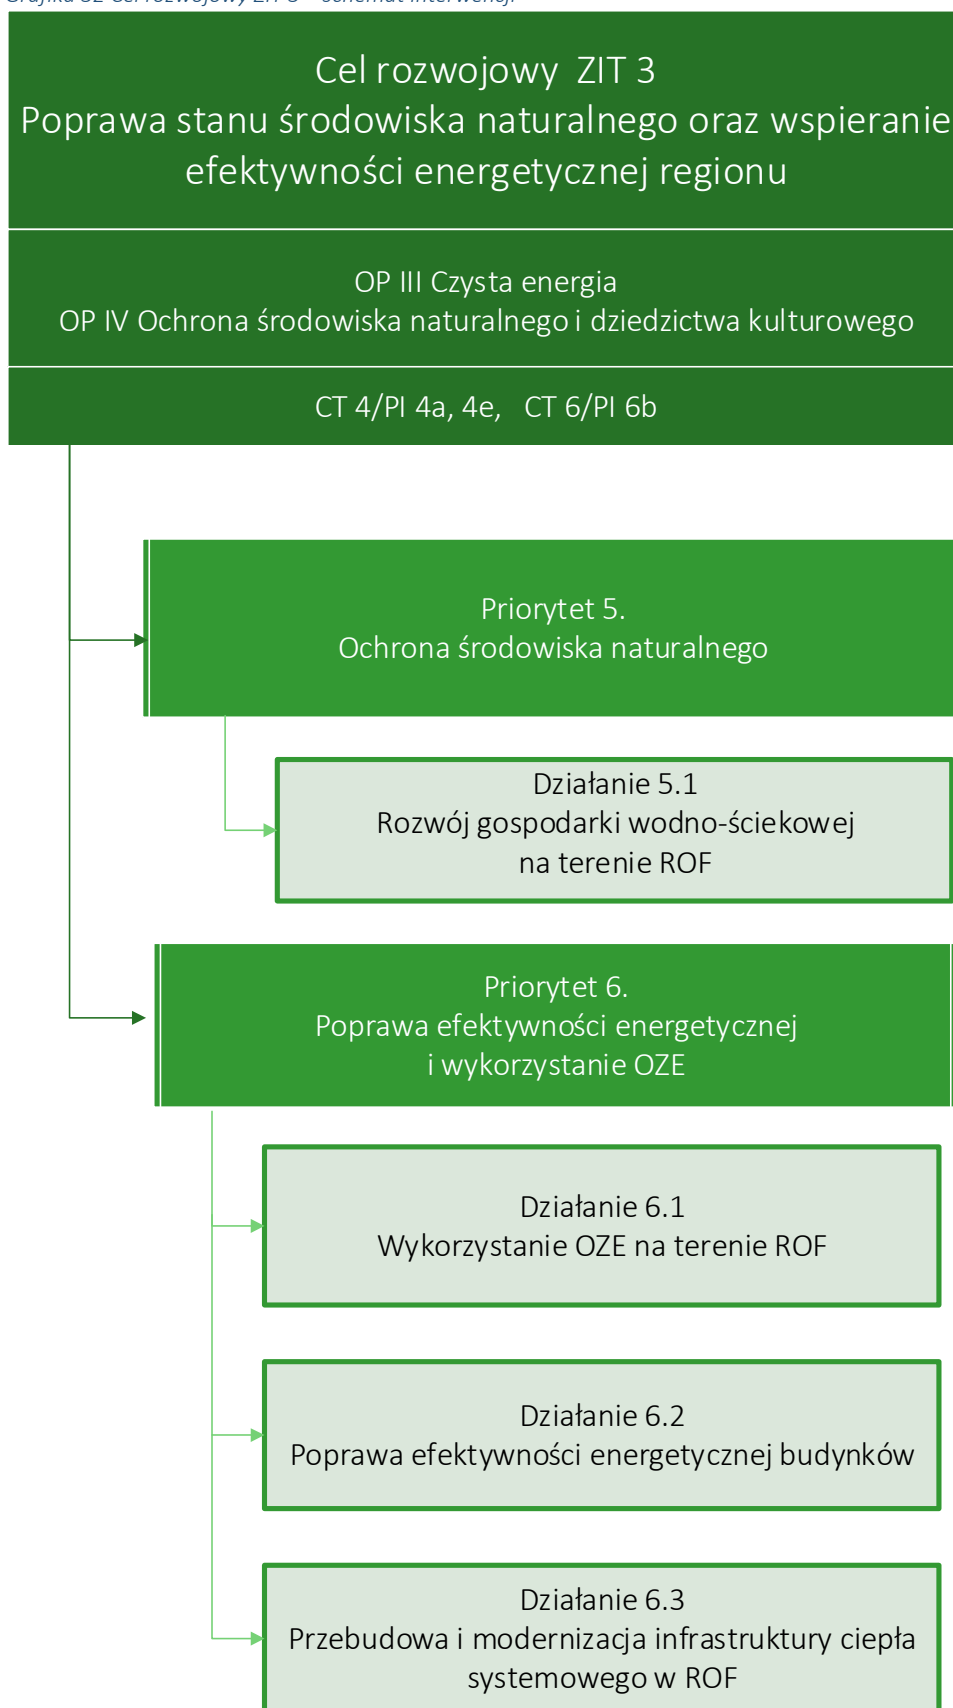 Cel rozwojowy ZIT 3
Poprawa stanu środowiska naturalnego oraz wspieranie
efektywności energetycznej regionu
OP III Czysta energia
OP IV Ochrona środowiska naturalnego i dziedzictwa kulturowego
CT 4/PI 4a, 4e, CT 6/PI 6b
Priorytet 5.
Ochrona środowiska naturalnego
Działanie 5.1
Rozwój gospodarki wodno-ściekowej
na terenie ROF
Priorytet 6.
Poprawa efektywności energetycznej
i wykorzystanie OZE
Działanie 6.1
Wykorzystanie OZE na terenie ROF
Działanie 6.2
Poprawa efektywności energetycznej budynków
Działanie 6.3
Przebudowa i modernizacja infrastruktury ciepła
systemowego w ROF